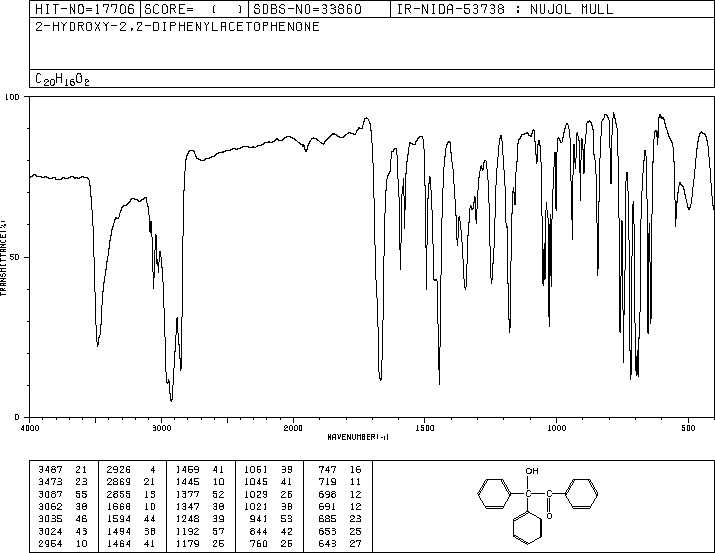 HIT-NO=17706 SCORE= ( ) SDBS-NO=33860 IR-NIDA-53738 : NUJOL MULL
2-HYDROXY-2,2-DIPHENYLACETOPHENONE
C20H16O2
100
50
0
TRANSMITTANCE(%)
4000 3000 2000 1500 1000 500
WAVENUMBER(-1)
3487 21 2926 4 1469 41 1061 39 747 16
3473 23 2869 21 1445 10 1045 41 719 11
3087 55 2855 15 1377 52 1029 26 698 12
3062 38 1668 10 1347 38 1021 38 691 12
3035 46 1594 44 1248 39 941 53 685 23
3024 43 1494 38 1192 57 844 42 653 25
2954 10 1464 41 1179 26 760 26 643 27
OH
C C
O